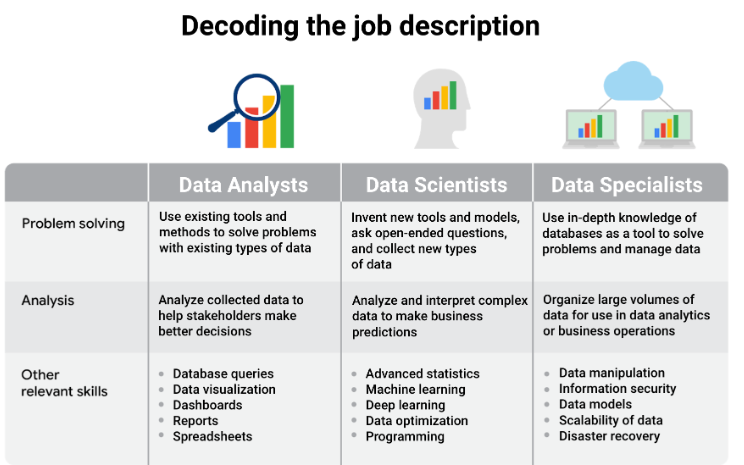 Decoding the job description
Data Analysts
Data Scientists
Data Specialists
Problem solving
Use existing tools and
methods to solve problems
with existing types of data
Invent new tools and models,
ask open-ended questions,
and collect new types
of data
Use in-depth knowledge of
databases as a tool to solve
problems and manage data
Analysis
Analyze collected data to
help stakeholders make
better decisions
Analyze and interpret complex
data to make business
predictions
Organize large volumes of
data for use in data analytics
or business operations
Other
relevant skills
• Database queries
• Data visualization
• Dashboards
• Reports
• Spreadsheets
• Advanced statistics
• Machine learning
• Deep learning
• Data optimization
• Programming
• Data manipulation
• Information security
• Data models
• Scalability of data
• Disaster recovery